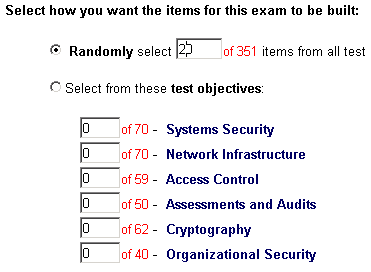 Select how you want the items for this exam to be built:
Randomly select of 351 items from all test
Select from these test objectives:
0 of 70 - Systems Security
0 of 70 - Network Infrastructure
0 of 59 - Access Control
0 of 50 - Assessments and Audits
0 of 62 - Cryptography
0 of 40 - Organizational Security